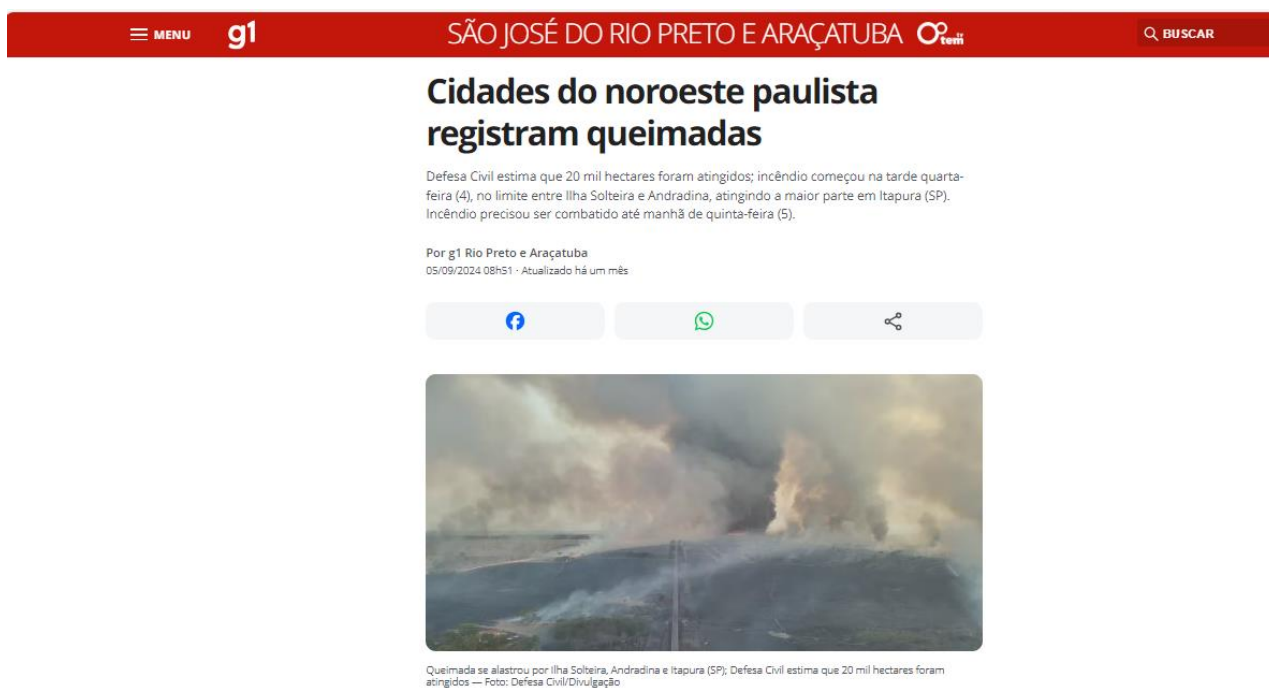 MENU g1 SÃO JOSÉ DO RIO PRETO E ARAÇATUBA tv tem BUSCAR
Cidades do noroeste paulista
registram queimadas
Defesa Civil estima que 20 mil hectares foram atingidos; incêndio começou na tarde quarta-
feira (4), no limite entre Ilha Solteira e Andradina, atingindo a maior parte em Itapura (SP).
Incêndio precisou ser combatido até manhã de quinta-feira (5).
Por g1 Rio Preto e Araçatuba
05/09/2024 08h51 · Atualizado há um mês
Queimada se alastrou por Ilha Solteira, Andradina e Itapura (SP); Defesa Civil estima que 20 mil hectares foram
atingidos — Foto: Defesa Civil/Divulgação